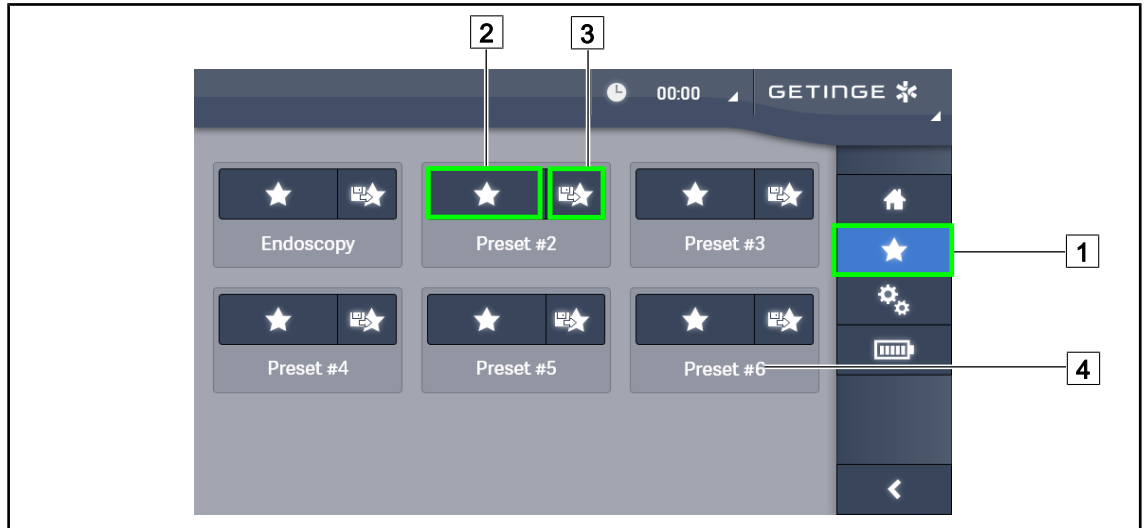 2 3
00:00 GETINGE
Endoscopy Preset #2 Preset #3
1
Preset #4 Preset #5 Preset #6
4